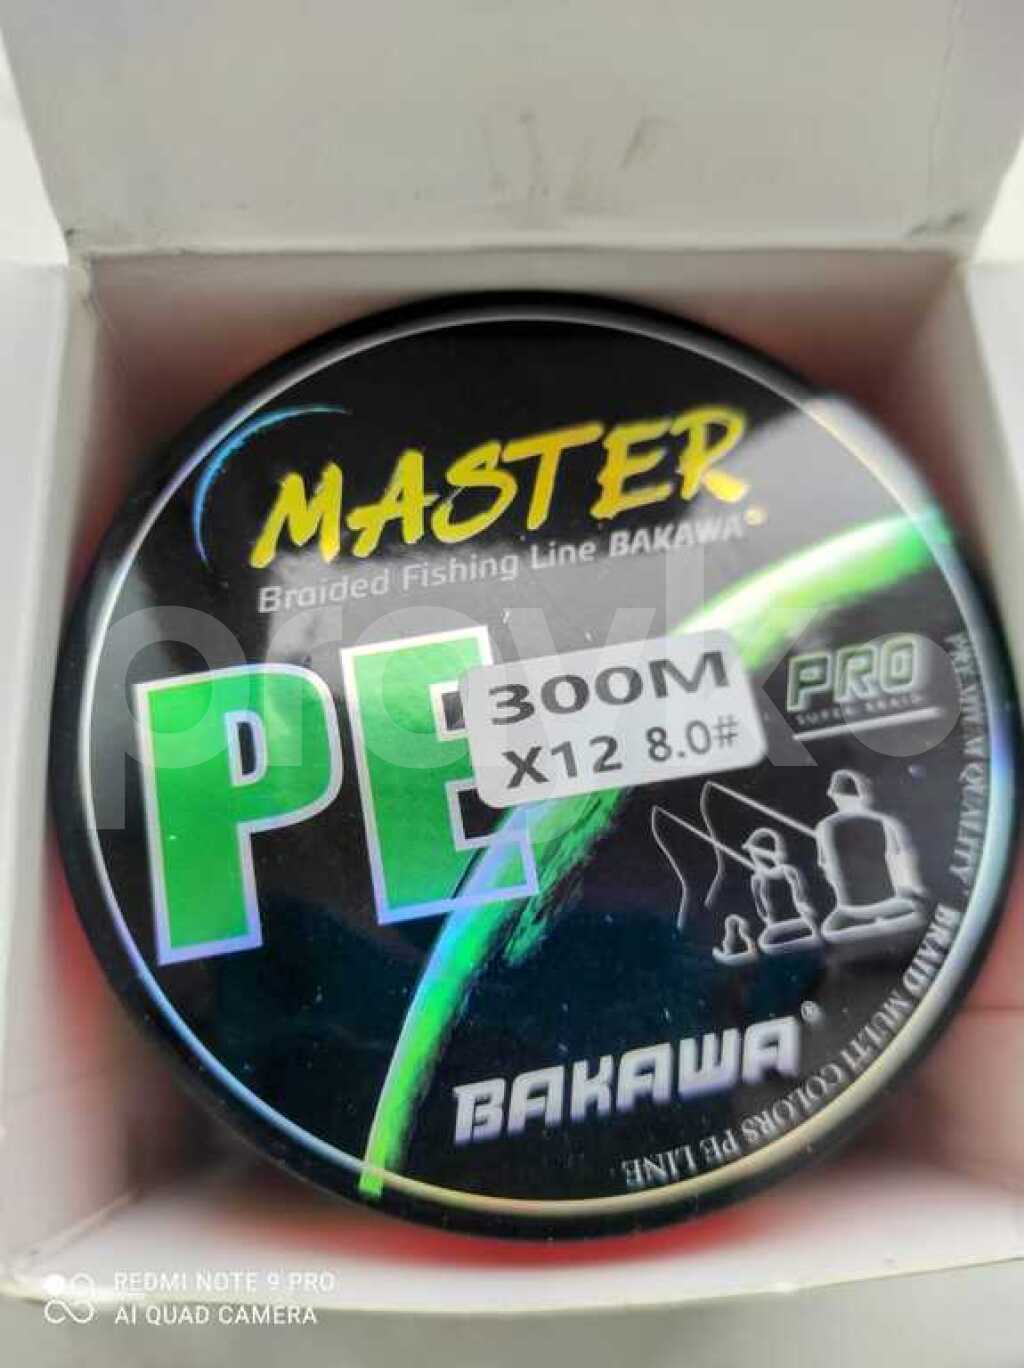 MASTER
Braided Fishing Line BAKAWA®
PE
300M
X12 8.0#
PRO
SUPER BRAID
BAKAWA®
QUALITY BRAID MULTI COLORS PE LINE
REDMI NOTE 9 PRO
AI QUAD CAMERA